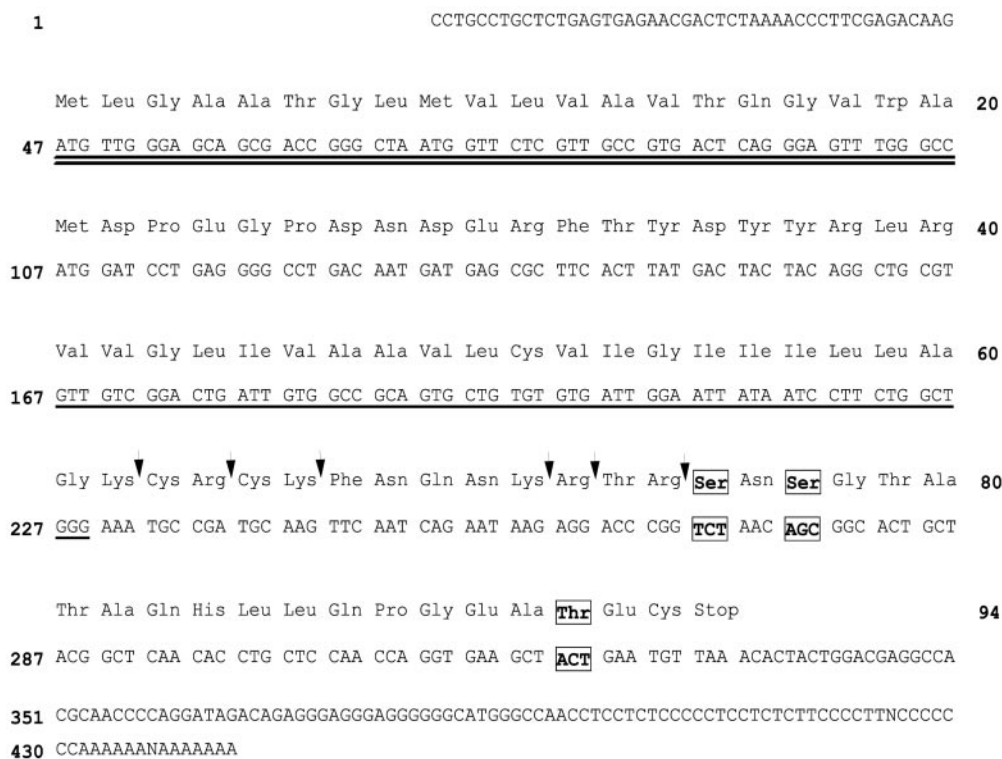 1 CCTGCCTGCTCTGAGTGAGAACGACTCTAAAACCCTTCGAGACAAG
Met Leu Gly Ala Ala Thr Gly Leu Met Val Leu Val Ala Val Thr Gln Gly Val Trp Ala 20
47 ATG TTG GGA GCA GCG ACC GGG CTA ATG GTT CTC GTT GCC GTG ACT CAG GGA GTT TGG GCC
Met Asp Pro Glu Gly Pro Asp Asn Asp Glu Arg Phe Thr Tyr Asp Tyr Tyr Arg Leu Arg 40
107 ATG GAT CCT GAG GGG CCT GAC AAT GAT GAG CGC TTC ACT TAT GAC TAC TAC AGG CTG CGT
Val Val Gly Leu Ile Val Ala Ala Val Leu Cys Val Ile Gly Ile Ile Ile Leu Leu Ala 60
167 GTT GTC GGA CTG ATT GTG GCC GCA GTG CTG TGT GTG ATT GGA ATT ATA ATC CTT CTG GCT
Gly Lys Cys Arg Cys Lys Phe Asn Gln Asn Lys Arg Thr Arg Ser Asn Ser Gly Thr Ala 80
227 GGG AAA TGC CGA TGC AAG TTC AAT CAG AAT AAG AGG ACC CGG TCT AAC AGC GGC ACT GCT
Thr Ala Gln His Leu Leu Gln Pro Gly Glu Ala Thr Glu Cys Stop 94
287 ACG GCT CAA CAC CTG CTC CAA CCA GGT GAA GCT ACT GAA TGT TAA ACACTACTGGACGAGGCCA
351 CGCAACCCCAGGATAGACAGAGGGAGGGAGGGGGGCATGGGCCAACCTCCTCTCCCCCTCCTCTCTTCCCCTTNCCCCC
430 CCAAAAAANAAAAAAA